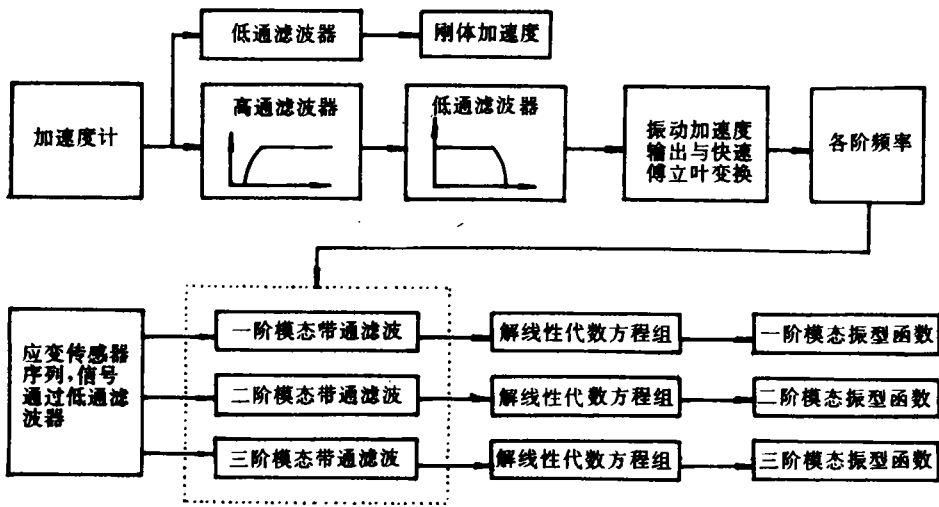 低通滤波器
刚体加速度
加速度计
高通滤波器
低通滤波器
振动加速度
输出与快速
傅立叶变换
各阶频率
应变传感器
序列,信号
通过低通滤
波器
一阶模态带通滤波
解线性代数方程组
一阶模态振型函数
二阶模态带通滤波
解线性代数方程组
二阶模态振型函数
三阶模态带通滤波
解线性代数方程组
三阶模态振型函数